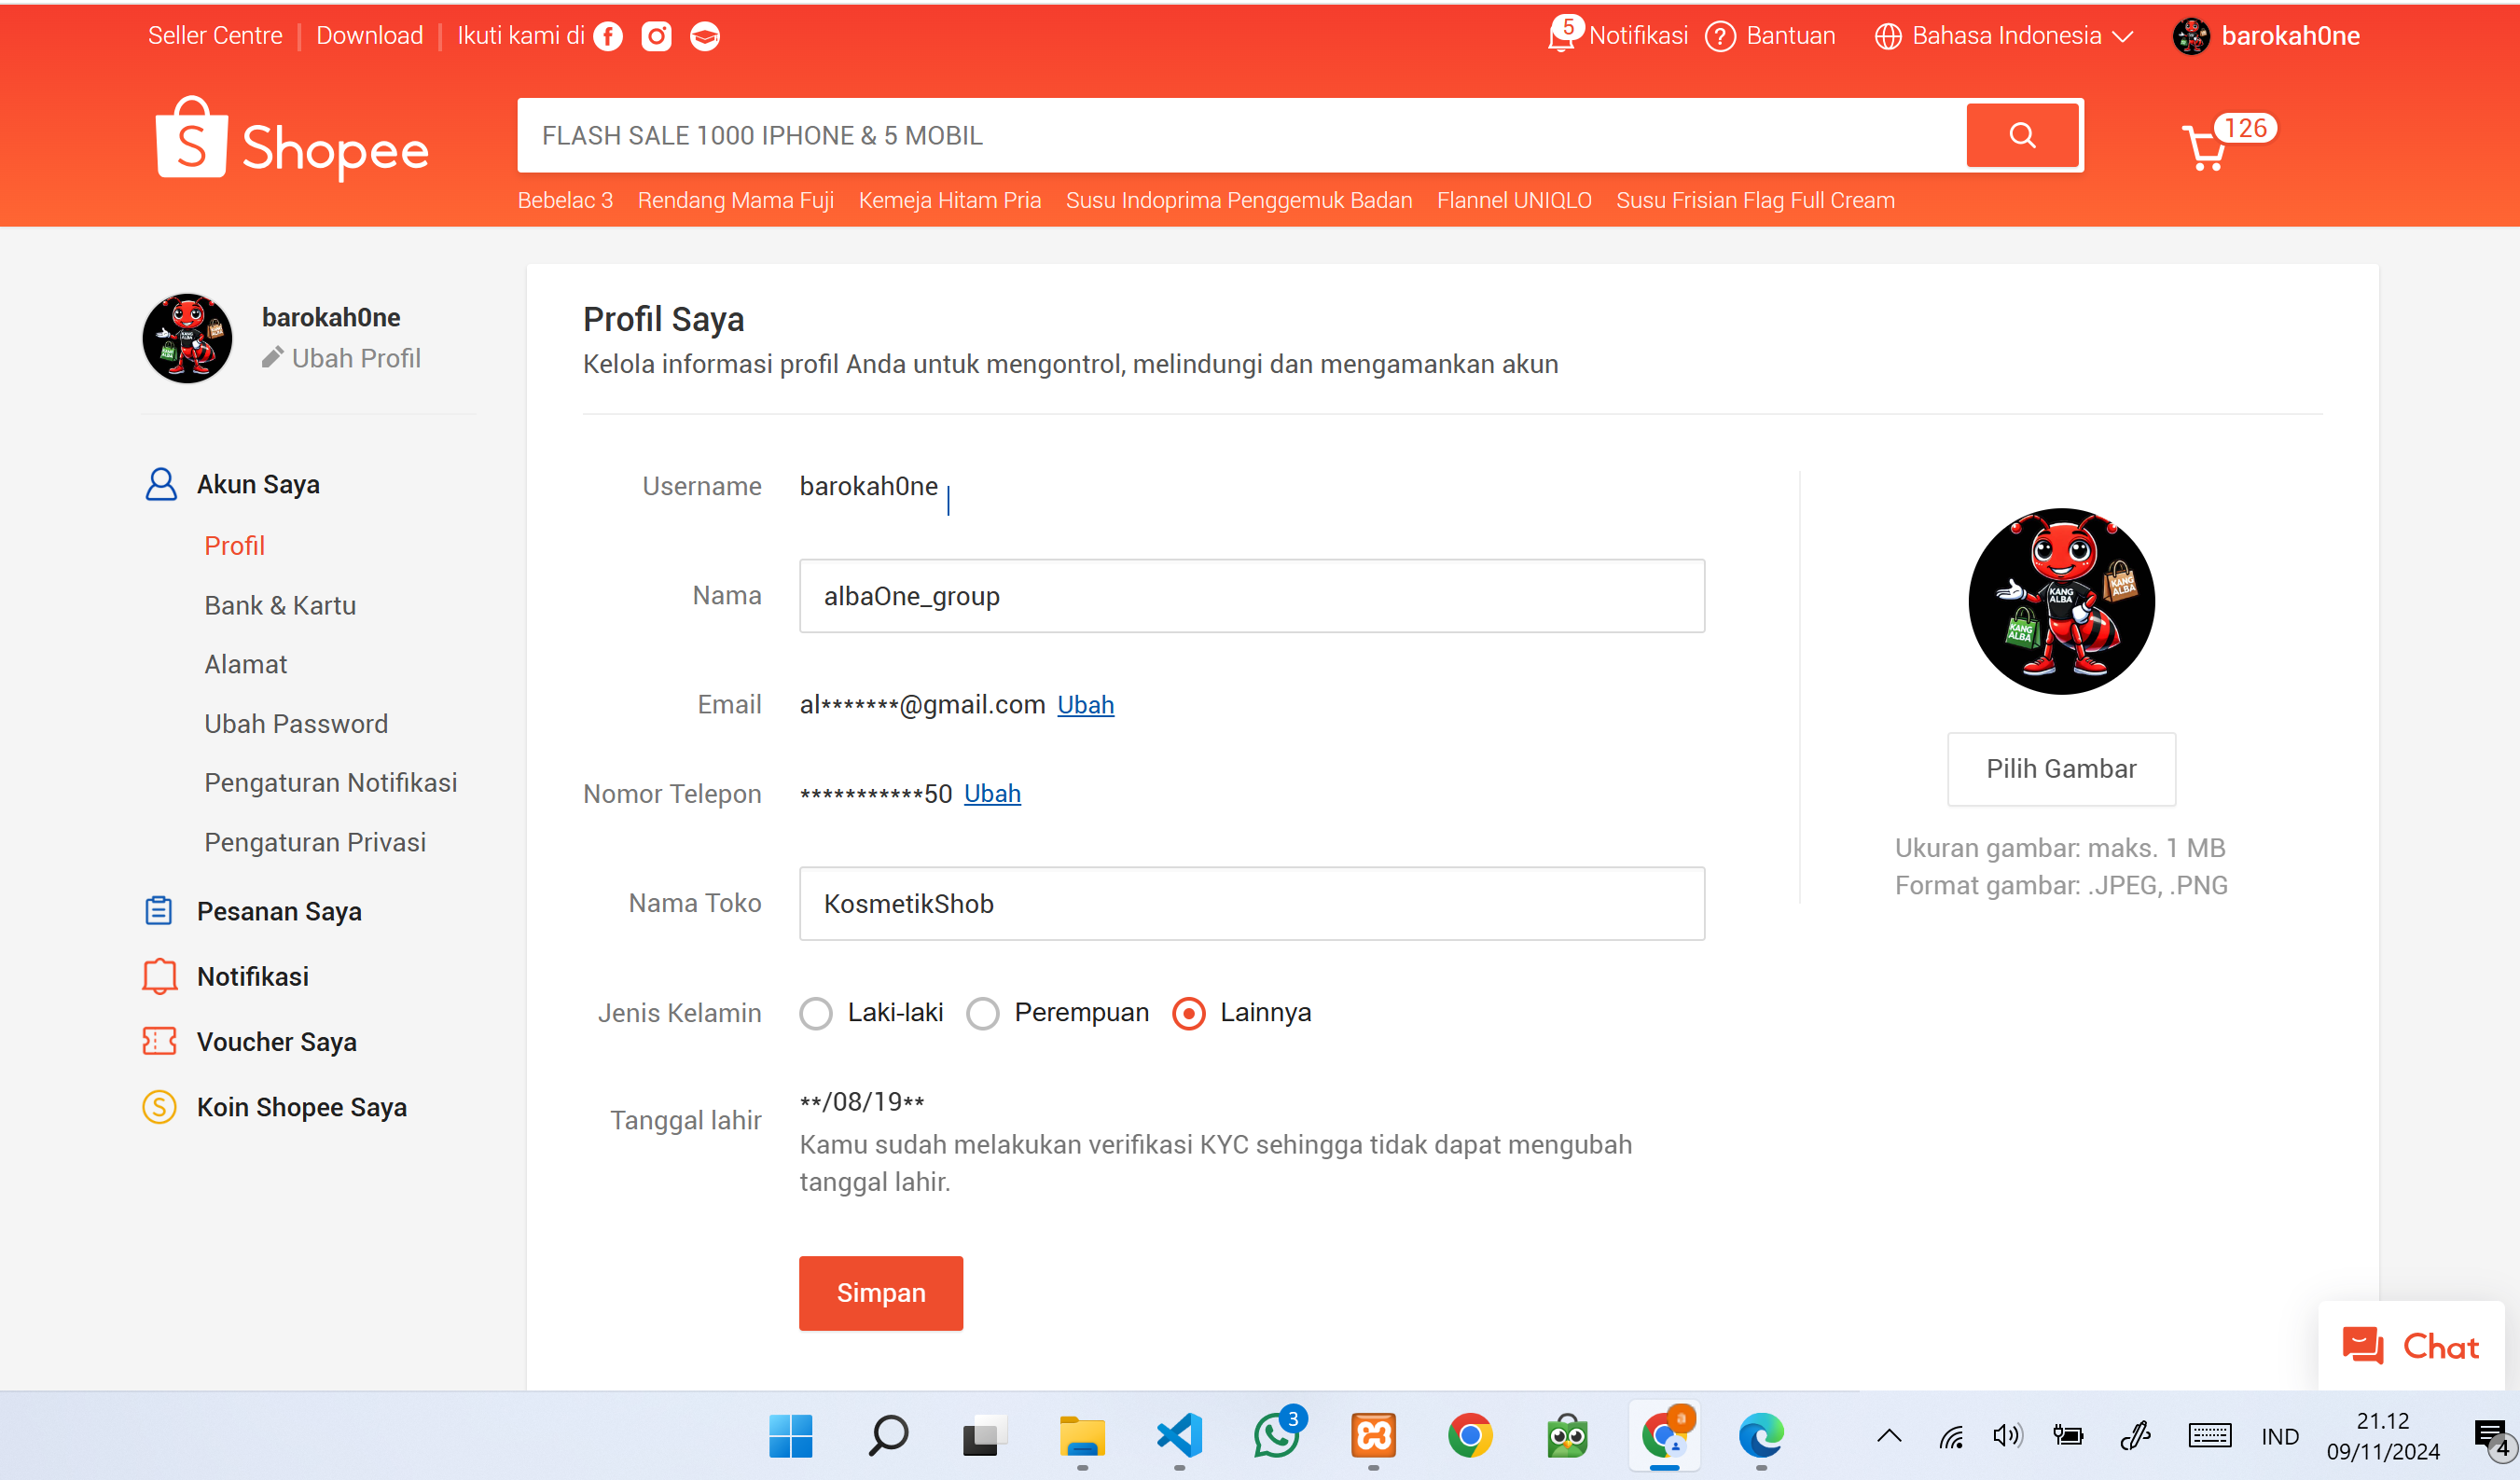 Seller Centre | Download | Ikuti kami di
5 Notifikasi ? Bantuan Bahasa Indonesia barokah0ne
S Shopee
FLASH SALE 1000 IPHONE & 5 MOBIL
126
Bebelac 3 Rendang Mama Fuji Kemeja Hitam Pria Susu Indoprima Penggemuk Badan Flannel UNIQLO Susu Frisian Flag Full Cream
barokah0ne
Ubah Profil
Akun Saya
Profil
Bank & Kartu
Alamat
Ubah Password
Pengaturan Notifikasi
Pengaturan Privasi
Pesanan Saya
Notifikasi
Voucher Saya
Koin Shopee Saya
Profil Saya
Kelola informasi profil Anda untuk mengontrol, melindungi dan mengamankan akun
Username barokah0ne
Nama albaOne_group
Email al*******@gmail.com Ubah
Nomor Telepon ***********50 Ubah
Nama Toko KosmetikShob
Jenis Kelamin Laki-laki Perempuan Lainnya
Tanggal lahir **/08/19**
Kamu sudah melakukan verifikasi KYC sehingga tidak dapat mengubah
tanggal lahir.
Simpan
KANG
ALBA
KANG
ALBA
KANG
ALBA
Pilih Gambar
Ukuran gambar: maks. 1 MB
Format gambar: .JPEG, .PNG
Chat
3
IND
21.12
09/11/2024
4